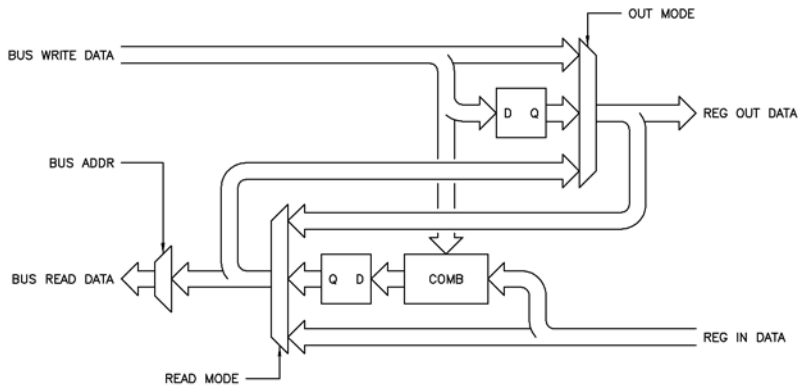 OUT MODE
BUS WRITE DATA
D Q
REG OUT DATA
BUS ADDR
BUS READ DATA
Q D
COMB
REG IN DATA
READ MODE